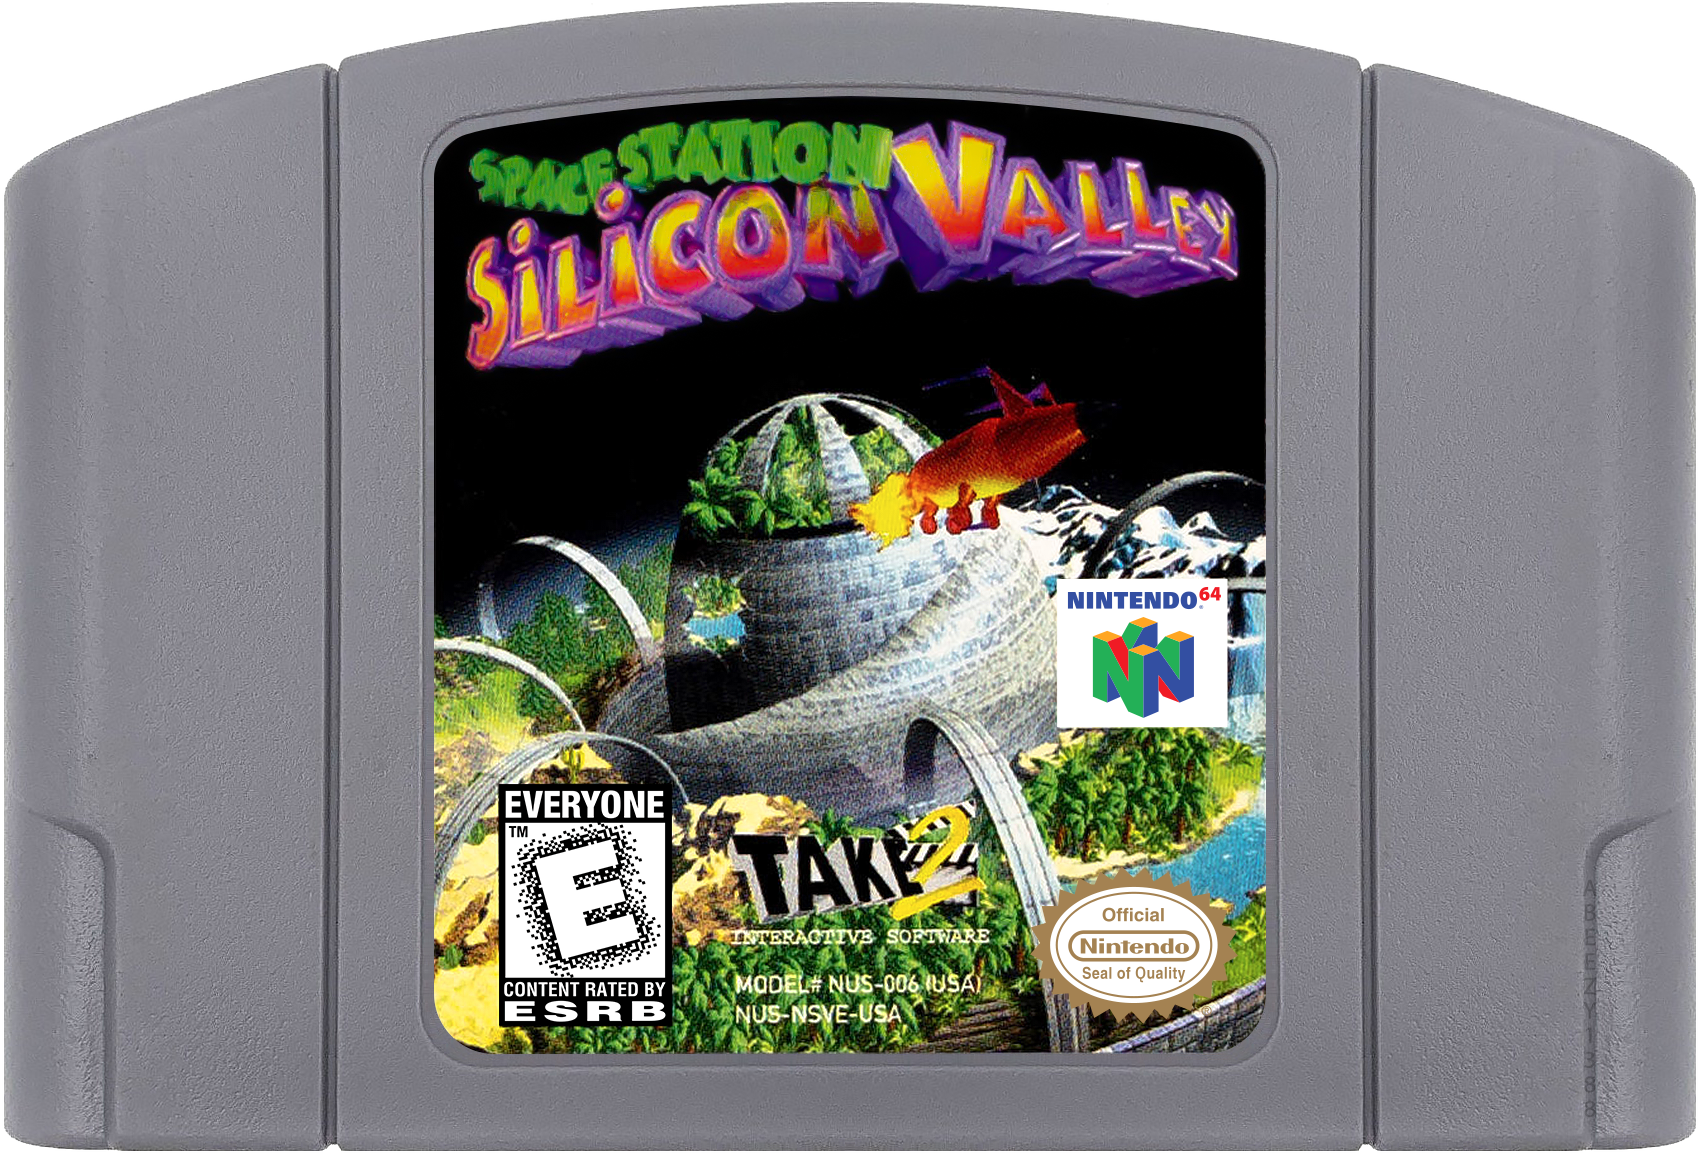 SPACE STATION
SiLiCON VALLEY
NINTENDO64
EVERYONE
TM
E
CONTENT RATED BY
ESRB
TAKE 2
INTERACTIVE SOFTWARE
MODEL# NUS-006 (USA)
NUS-NSVE-USA
Official
Nintendo
Seal of Quality